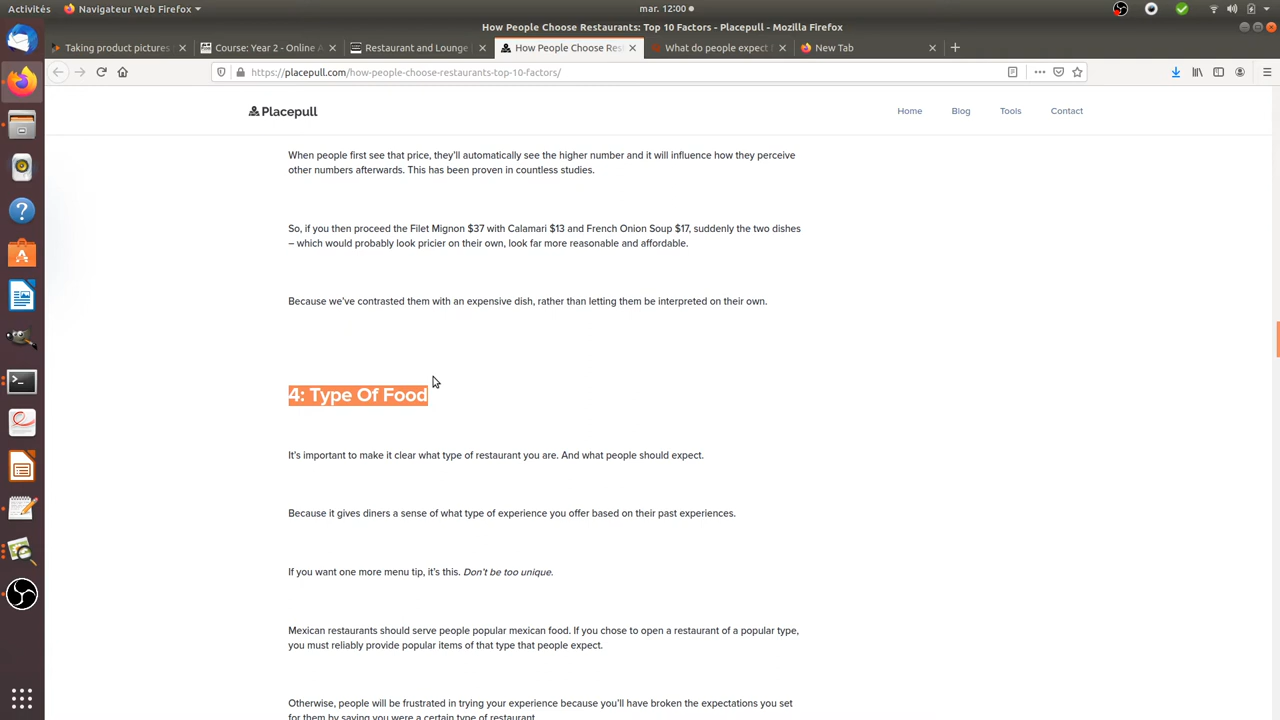 Activités
Navigateur Web Firefox
mar. 12:00
How People Choose Restaurants: Top 10 Factors - Placepull - Mozilla Firefox
Taking product pictures
Course: Year 2 - Online A
Restaurant and Lounge
How People Choose Res
What do people expect
New Tab
https://placepull.com/how-people-choose-restaurants-top-10-factors/
Placepull
Home
Blog
Tools
Contact
When people first see that price, they'll automatically see the higher number and it will influence how they perceive
other numbers afterwards. This has been proven in countless studies.
So, if you then proceed the Filet Mignon $37 with Calamari $13 and French Onion Soup $17, suddenly the two dishes
– which would probably look pricier on their own, look far more reasonable and affordable.
Because we've contrasted them with an expensive dish, rather than letting them be interpreted on their own.
4: Type Of Food
It's important to make it clear what type of restaurant you are. And what people should expect.
Because it gives diners a sense of what type of experience you offer based on their past experiences.
If you want one more menu tip, it's this. Don't be too unique.
Mexican restaurants should serve people popular mexican food. If you chose to open a restaurant of a popular type,
you must reliably provide popular items of that type that people expect.
Otherwise, people will be frustrated in trying your experience because you'll have broken the expectations you set
for them by saying you were a certain type of restaurant.